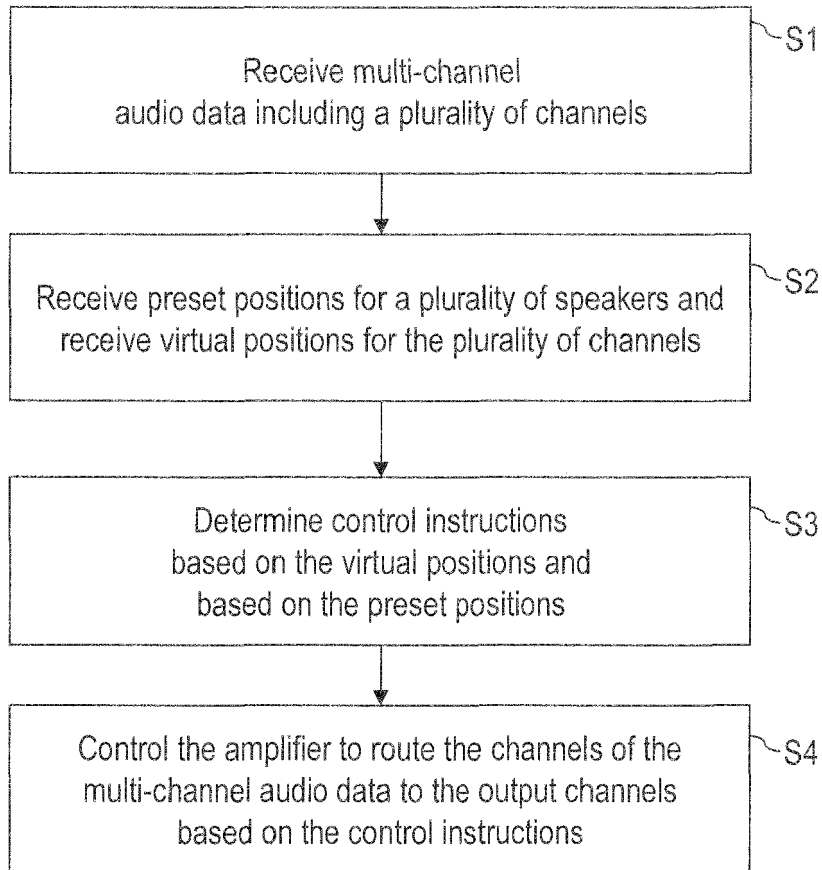 S1
Receive multi-channel
audio data including a plurality of channels
S2
Receive preset positions for a plurality of speakers and
receive virtual positions for the plurality of channels
S3
Determine control instructions
based on the virtual positions and
based on the preset positions
S4
Control the amplifier to route the channels of the
multi-channel audio data to the output channels
based on the control instructions